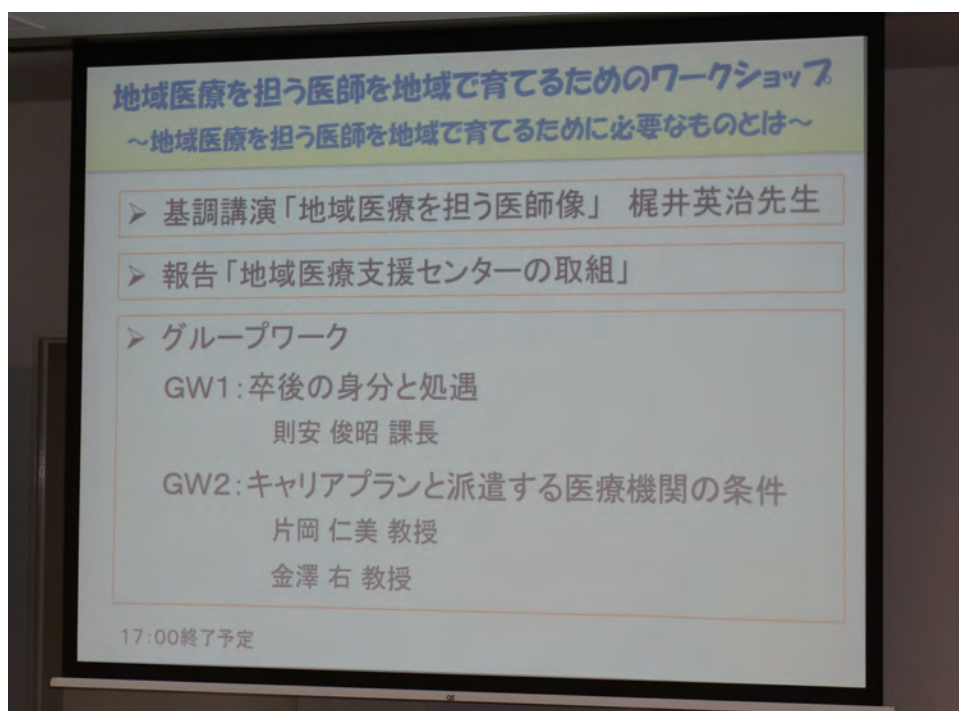 地域医療を担う医師を地域で育てるためのワークショップ
～地域医療を担う医師を地域で育てるために必要なものとは～
➢ 基調講演「地域医療を担う医師像」 梶井英治先生
➢ 報告「地域医療支援センターの取組」
➢ グループワーク
GW1：卒後の身分と処遇
則安 俊昭 課長
GW2：キャリアプランと派遣する医療機関の条件
片岡 仁美 教授
金澤 右 教授
17：00終了予定